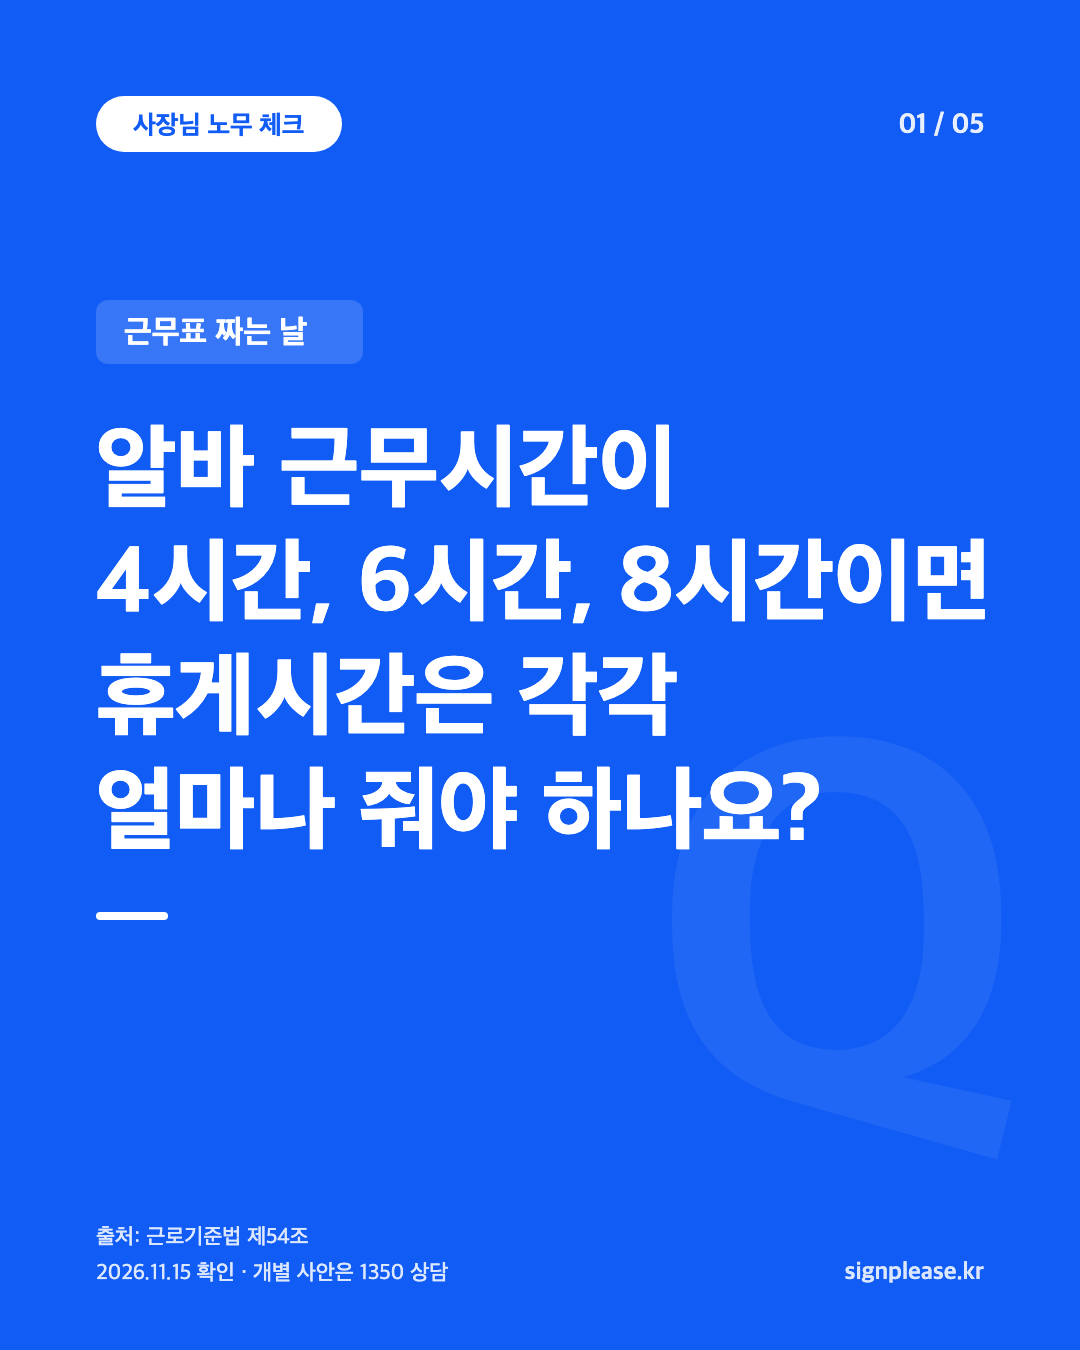 사장님 노무 체크
01 / 05
근무표 짜는 날
알바 근무시간이
4시간, 6시간, 8시간이면
휴게시간은 각각
얼마나 줘야 하나요?
Q
출처: 근로기준법 제54조
2026.11.15 확인 · 개별 사안은 1350 상담
signplease.kr